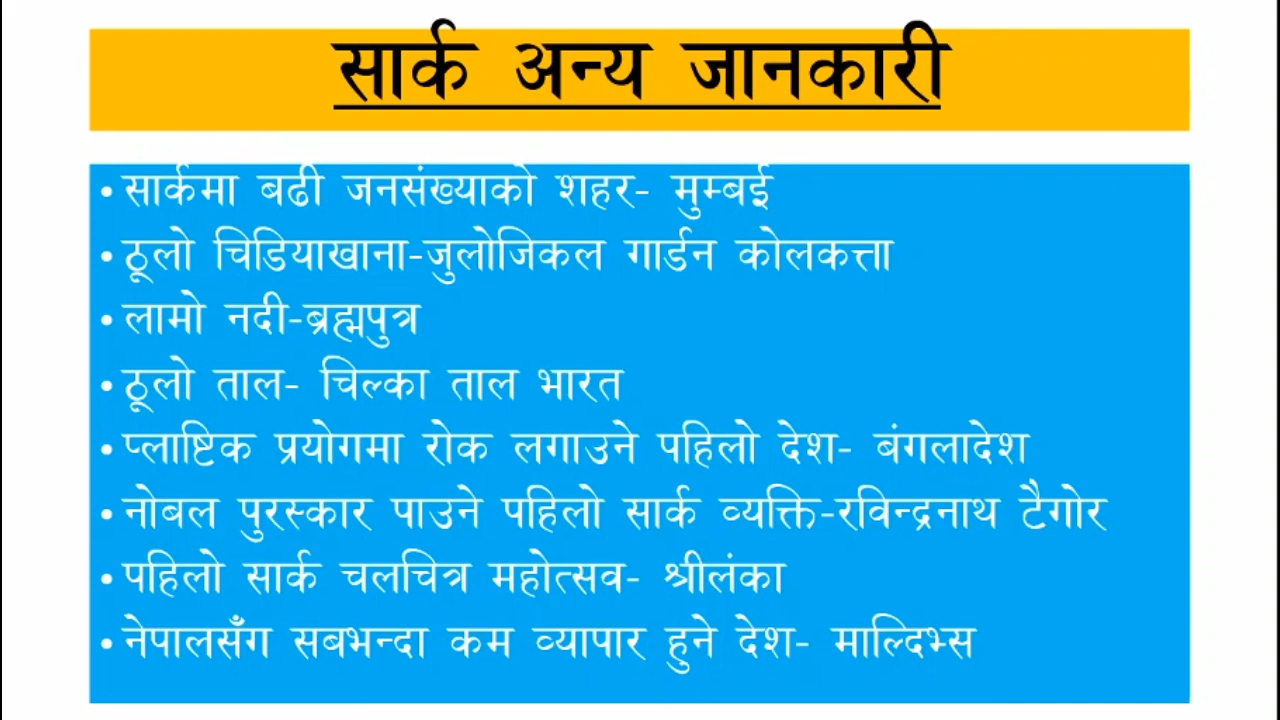 सार्क अन्य जानकारी
• सार्कमा बढी जनसंख्याको शहर- मुम्बई
• ठूलो चिडियाखाना-जुलोजिकल गार्डन कोलकत्ता
• लामो नदी-ब्रह्मपुत्र
• ठूलो ताल- चिल्का ताल भारत
• प्लाष्टिक प्रयोगमा रोक लगाउने पहिलो देश- बंगलादेश
• नोबल पुरस्कार पाउने पहिलो सार्क व्यक्ति-रविन्द्रनाथ टैगोर
• पहिलो सार्क चलचित्र महोत्सव- श्रीलंका
• नेपालसँग सबभन्दा कम व्यापार हुने देश- माल्दिभ्स